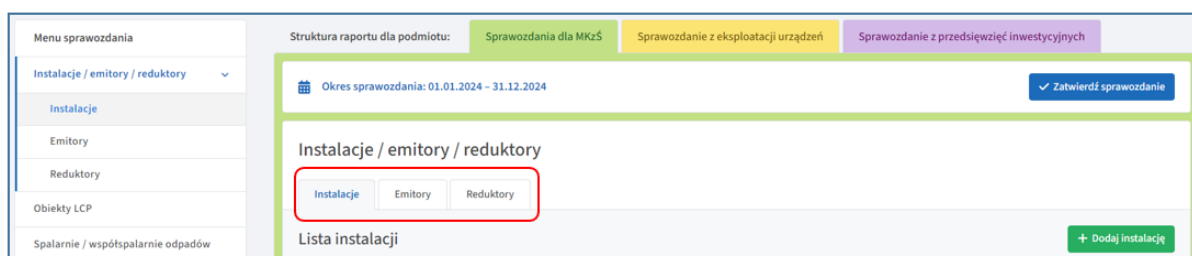 Menu sprawozdania
Instalacje / emitory / reduktory
Instalacje
Emitory
Reduktory
Obiekty LCP
Spalarnie / współspalarnie odpadów
Struktura raportu dla podmiotu:
Sprawozdania dla MKzŚ
Sprawozdanie z eksploatacji urządzeń
Sprawozdanie z przedsięwzięć inwestycyjnych
Okres sprawozdania: 01.01.2024 – 31.12.2024
Zatwierdź sprawozdanie
Instalacje / emitory / reduktory
Instalacje
Emitory
Reduktory
Lista instalacji
+ Dodaj instalację